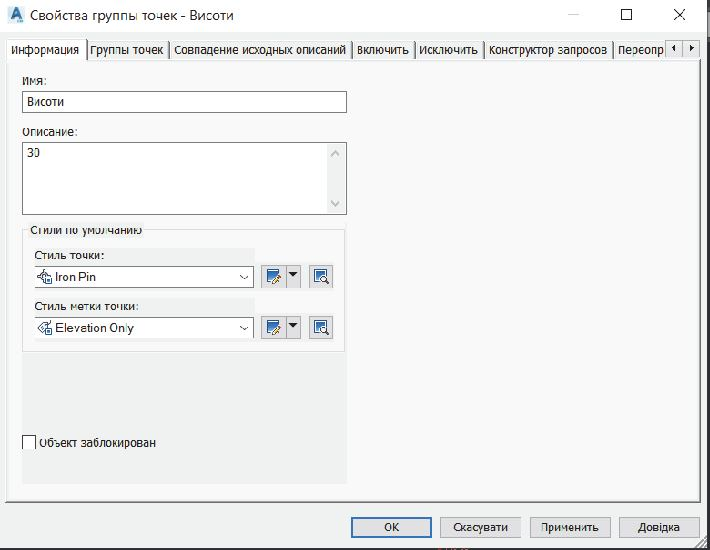 Свойства группы точек - Висоти
Информация Группы точек Совпадение исходных описаний Включить Исключить Конструктор запросов Переопр
Имя:
Висоти
Описание:
30
Стили по умолчанию
Стиль точки:
Iron Pin
Стиль метки точки:
Elevation Only
Объект заблокирован
OK Скасувати Применить Довідка